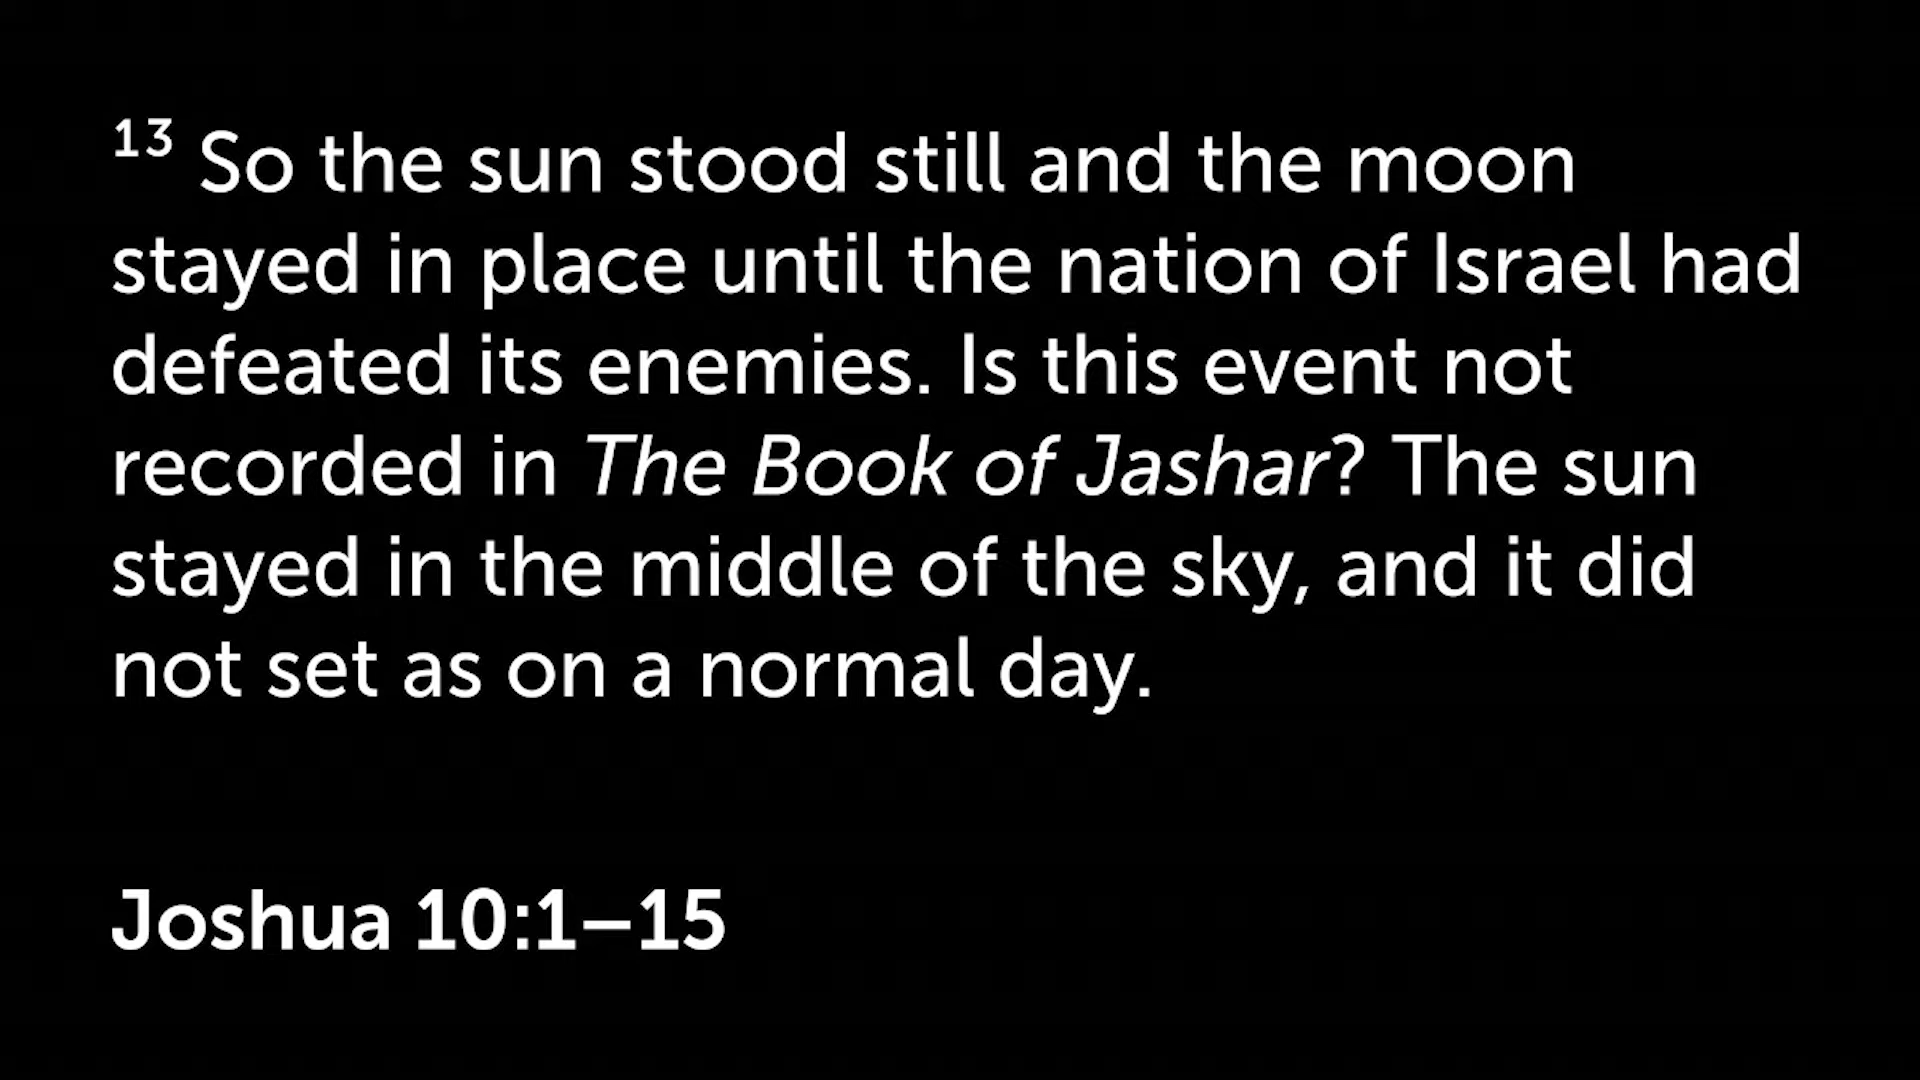 13 So the sun stood still and the moon
stayed in place until the nation of Israel had
defeated its enemies. Is this event not
recorded in The Book of Jashar? The sun
stayed in the middle of the sky, and it did
not set as on a normal day.
Joshua 10:1–15